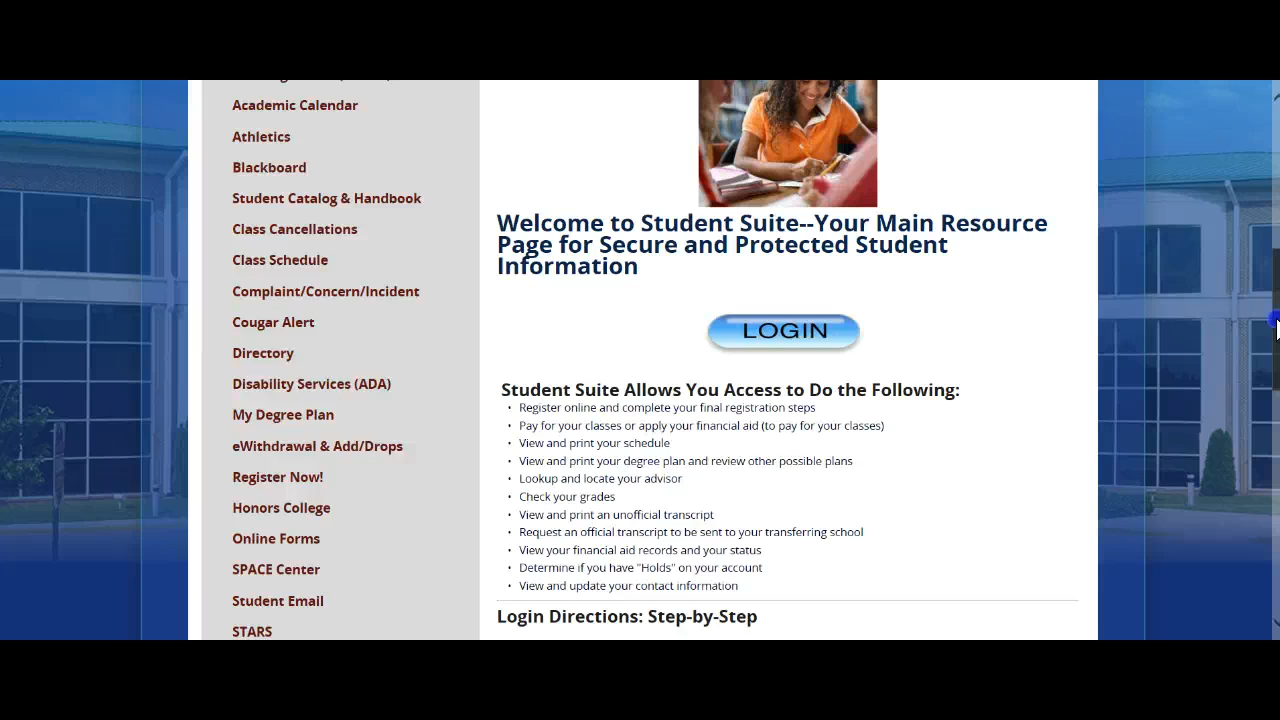 Academic Calendar
Athletics
Blackboard
Student Catalog & Handbook
Class Cancellations
Class Schedule
Complaint/Concern/Incident
Cougar Alert
Directory
Disability Services (ADA)
My Degree Plan
eWithdrawal & Add/Drops
Register Now!
Honors College
Online Forms
SPACE Center
Student Email
STARS
Welcome to Student Suite--Your Main Resource
Page for Secure and Protected Student
Information
LOGIN
Student Suite Allows You Access to Do the Following:
• Register online and complete your final registration steps
• Pay for your classes or apply your financial aid (to pay for your classes)
• View and print your schedule
• View and print your degree plan and review other possible plans
• Lookup and locate your advisor
• Check your grades
• View and print an unofficial transcript
• Request an official transcript to be sent to your transferring school
• View your financial aid records and your status
• Determine if you have "Holds" on your account
• View and update your contact information
Login Directions: Step-by-Step